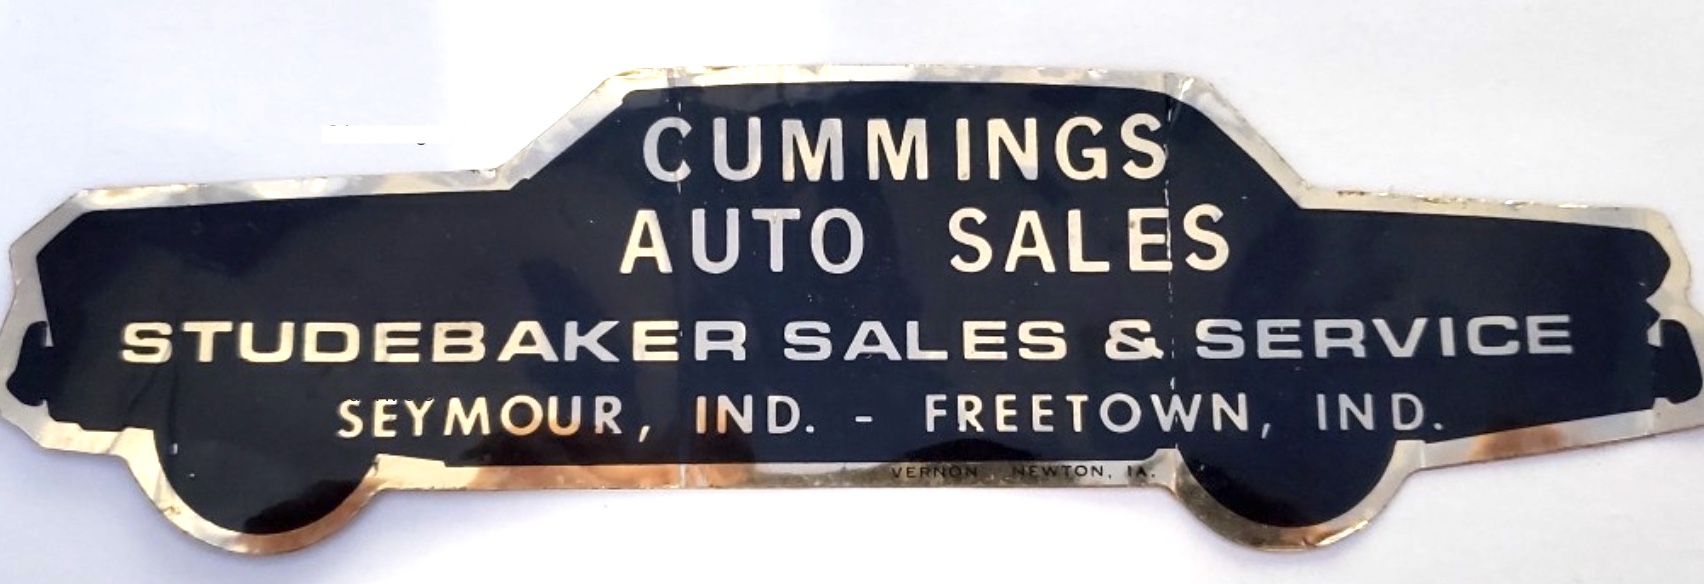 CUMMINGS
AUTO SALES
STUDEBAKER SALES & SERVICE
SEYMOUR, IND. - FREETOWN, IND.
VERNON, NEWTON, IA.